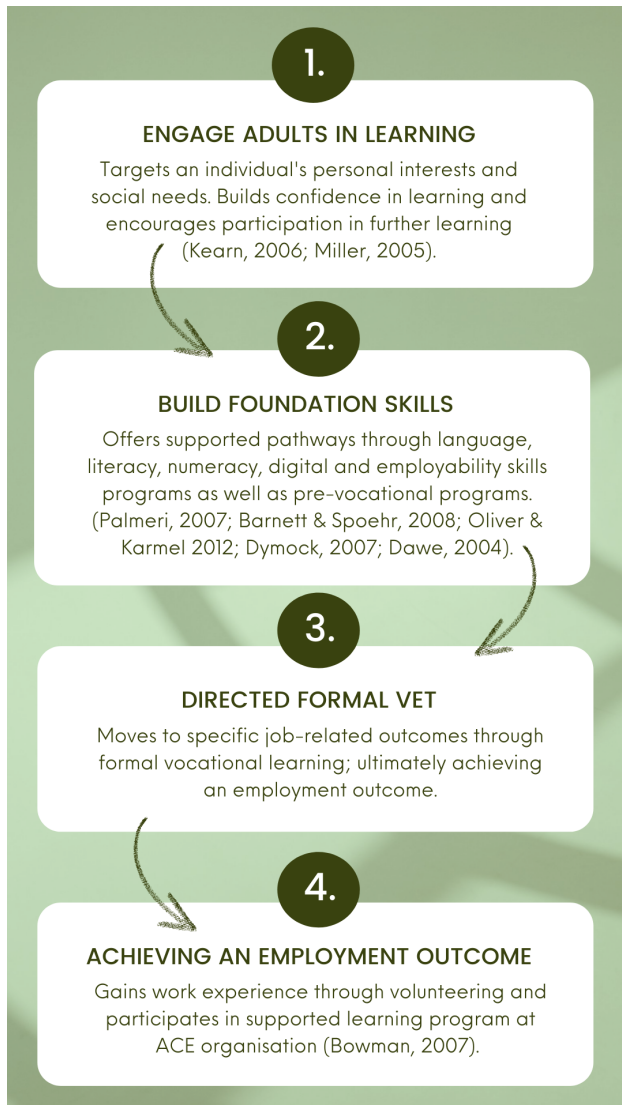 1.
ENGAGE ADULTS IN LEARNING
Targets an individual's personal interests and
social needs. Builds confidence in learning and
encourages participation in further learning
(Kearn, 2006; Miller, 2005).
2.
BUILD FOUNDATION SKILLS
Offers supported pathways through language,
literacy, numeracy, digital and employability skills
programs as well as pre-vocational programs.
(Palmeri, 2007; Barnett & Spoehr, 2008; Oliver &
Karmel 2012; Dymock, 2007; Dawe, 2004).
3.
DIRECTED FORMAL VET
Moves to specific job-related outcomes through
formal vocational learning; ultimately achieving
an employment outcome.
4.
ACHIEVING AN EMPLOYMENT OUTCOME
Gains work experience through volunteering and
participates in supported learning program at
ACE organisation (Bowman, 2007).